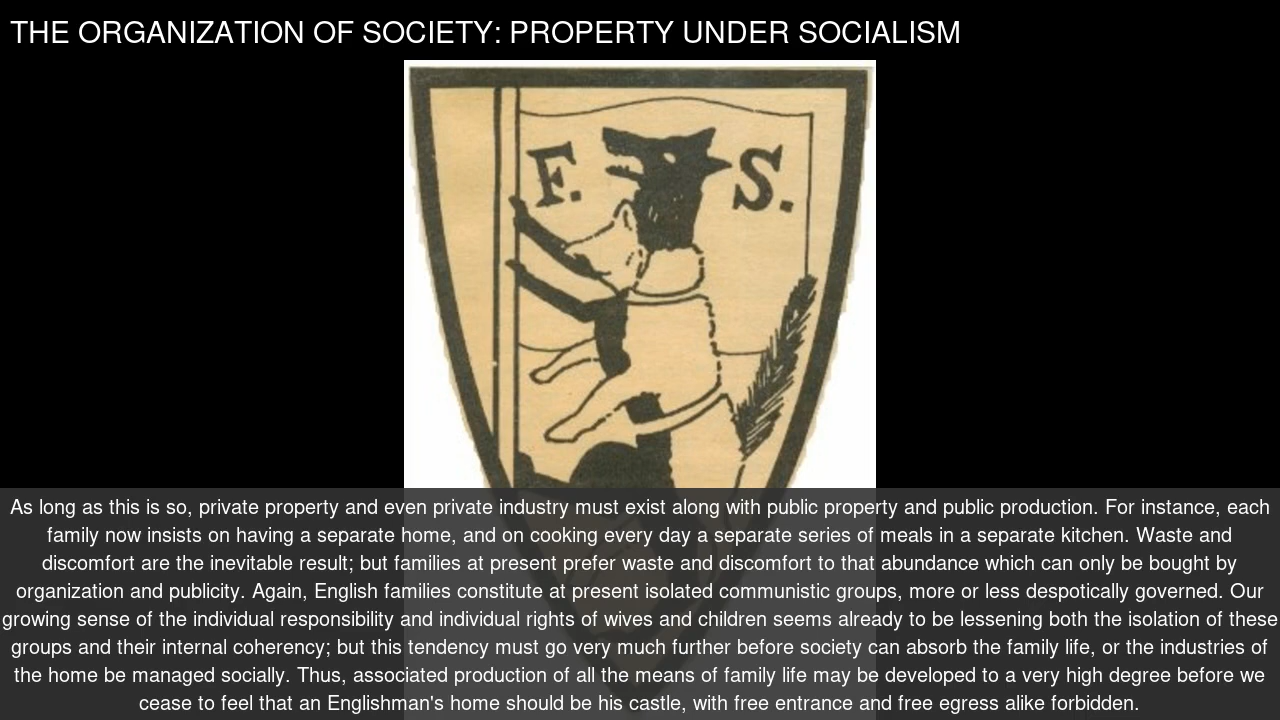 THE ORGANIZATION OF SOCIETY: PROPERTY UNDER SOCIALISM
F. S.
As long as this is so, private property and even private industry must exist along with public property and public production. For instance, each
family now insists on having a separate home, and on cooking every day a separate series of meals in a separate kitchen. Waste and
discomfort are the inevitable result; but families at present prefer waste and discomfort to that abundance which can only be bought by
organization and publicity. Again, English families constitute at present isolated communistic groups, more or less despotically governed. Our
growing sense of the individual responsibility and individual rights of wives and children seems already to be lessening both the isolation of these
groups and their internal coherency; but this tendency must go very much further before society can absorb the family life, or the industries of
the home be managed socially. Thus, associated production of all the means of family life may be developed to a very high degree before we
cease to feel that an Englishman's home should be his castle, with free entrance and free egress alike forbidden.